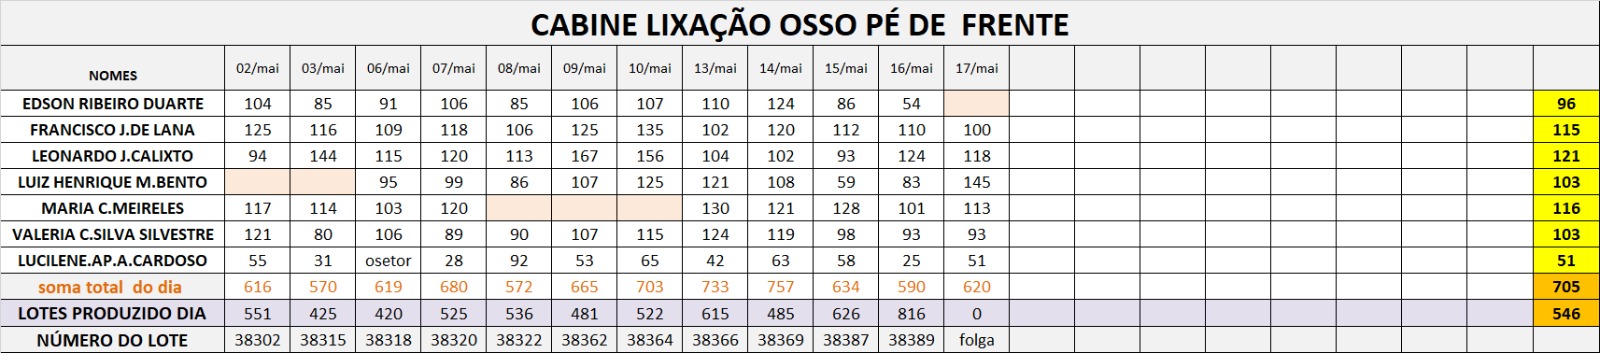 CABINE LIXAÇÃO OSSO PÉ DE FRENTE
NOMES 02/mai 03/mai 06/mai 07/mai 08/mai 09/mai 10/mai 13/mai 14/mai 15/mai 16/mai 17/mai
EDSON RIBEIRO DUARTE 104 85 91 106 85 106 107 110 124 86 54 96
FRANCISCO J.DE LANA 125 116 109 118 106 125 135 102 120 112 110 100 115
LEONARDO J.CALIXTO 94 144 115 120 113 167 156 104 102 93 124 118 121
LUIZ HENRIQUE M.BENTO 95 99 86 107 125 121 108 59 83 145 103
MARIA C.MEIRELES 117 114 103 120 130 121 128 101 113 116
VALERIA C.SILVA SILVESTRE 121 80 106 89 90 107 115 124 119 98 93 93 103
LUCILENE.AP.A.CARDOSO 55 31 osetor 28 92 53 65 42 63 58 25 51 51
soma total do dia 616 570 619 680 572 665 703 733 757 634 590 620 705
LOTES PRODUZIDO DIA 551 425 420 525 536 481 522 615 485 626 816 0 546
NÚMERO DO LOTE 38302 38315 38318 38320 38322 38362 38364 38366 38369 38387 38389 folga